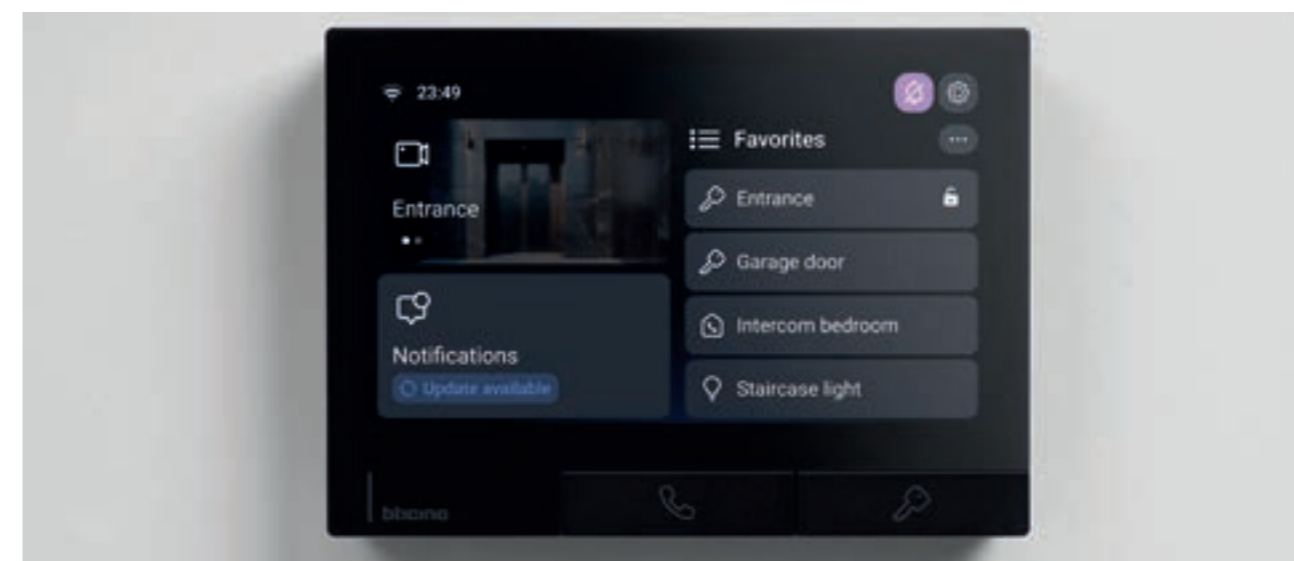 23:49
Entrance
Notifications
Update available
Favorites
Entrance
Garage door
Intercom bedroom
Staircase light
bticino